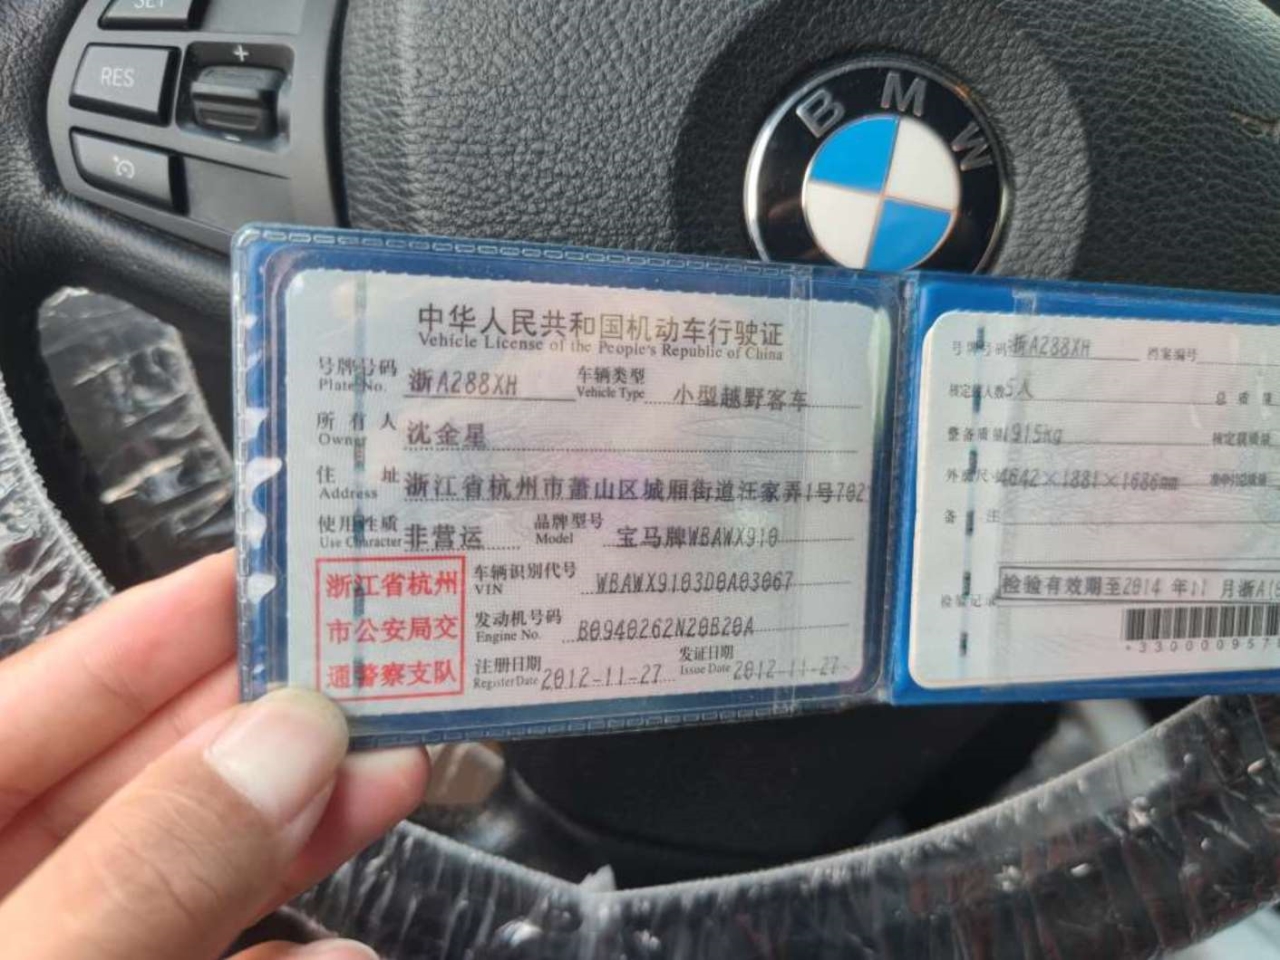 SET
RES
+
BMW
中华人民共和国机动车行驶证
Vehicle License of the People's Republic of China
号牌号码 浙A288XH 车辆类型 小型越野客车
Plate No. Vehicle Type
所有人 沈金星
Owner
住址 浙江省杭州市萧山区城厢街道汪家弄1号702
Address
使用性质 非营运 品牌型号 宝马牌WBAWX910
Use Character Model
浙江省杭州
市公安局交
通警察支队
车辆识别代号 WBAWX9103D0A03067
VIN
发动机号码 B0940262N20B20A
Engine No.
注册日期 2012-11-27 发证日期 2012-11-27
Register Date Issue Date
号牌号码 浙A288XH 档案编号
核定载人数 5人 总质
整备质量 1915kg 核定载质量
外廓尺寸 4642×1881×1686mm
备注
检验记录 检验有效期至2014年11月浙A
*33000095